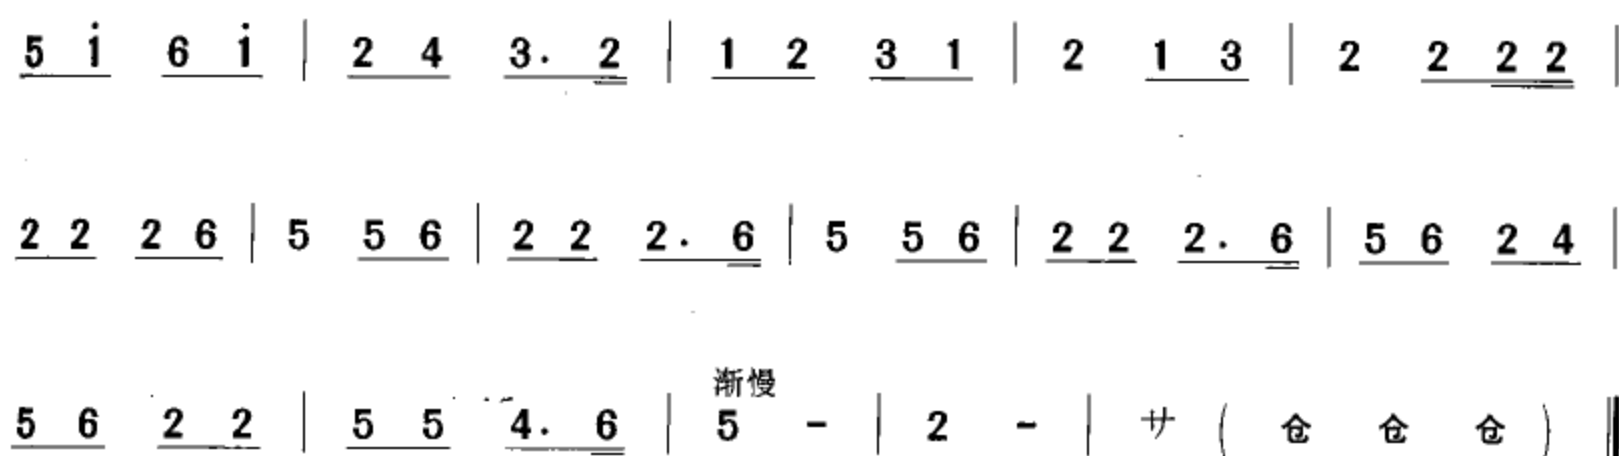 5 i 6 i | 2 4 3. 2 | 1 2 3 1 | 2 1 3 | 2 2 2 2 |
2 2 2 6 | 5 5 6 | 2 2 2. 6 | 5 5 6 | 2 2 2. 6 | 5 6 2 4 |
渐慢
5 6 2 2 | 5 5 4. 6 | 5 - | 2 - | サ ( 仓 仓 仓 ) ‖